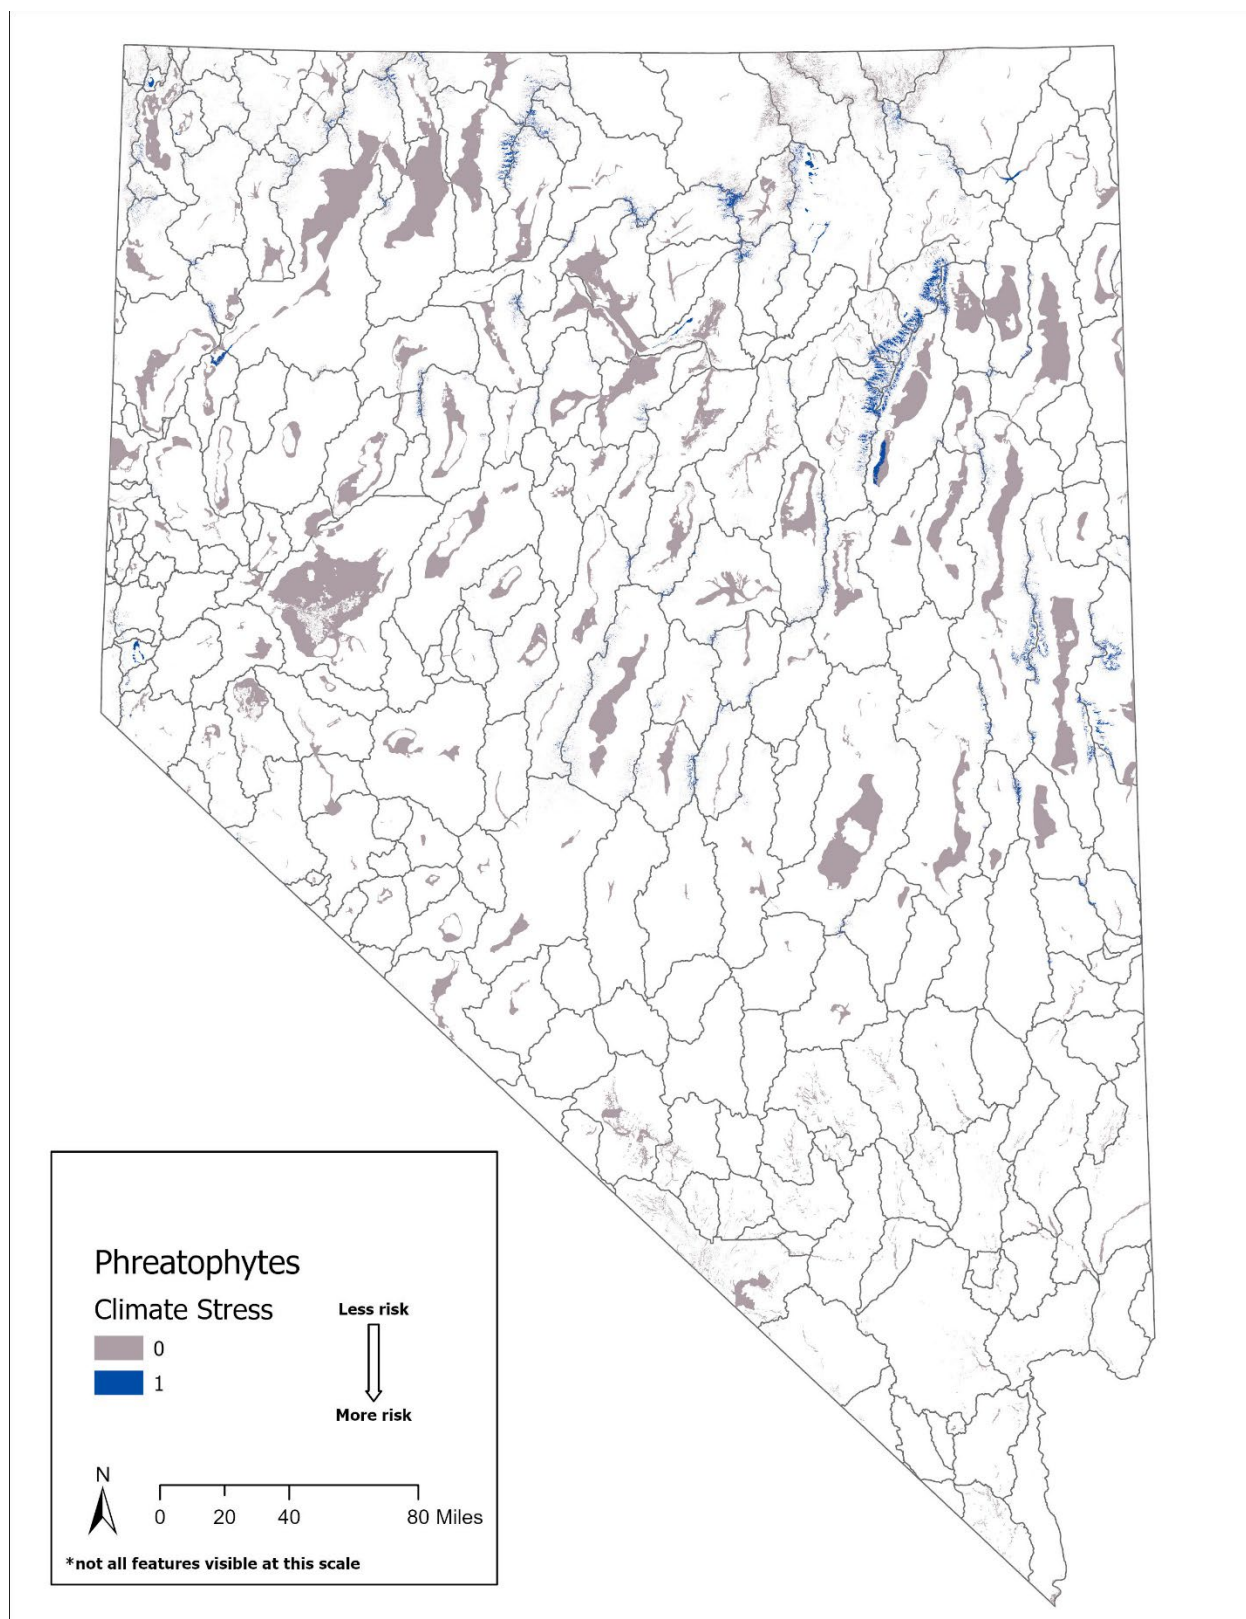 Phreatophytes
Climate Stress
0
1
Less risk
More risk
N
0 20 40 80 Miles
*not all features visible at this scale